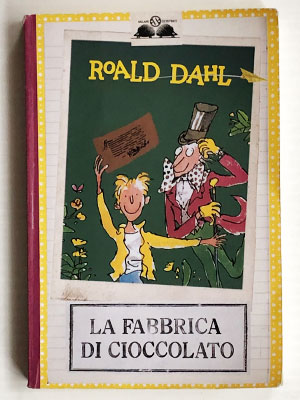 ROALD DAHL
LA FABBRICA
DI CIOCCOLATO